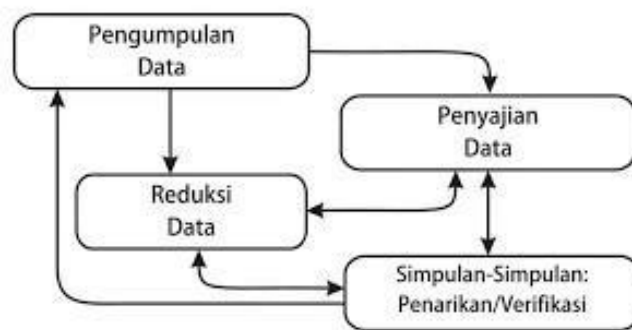 Pengumpulan
Data
Penyajian
Data
Reduksi
Data
Simpulan-Simpulan:
Penarikan/Verifikasi